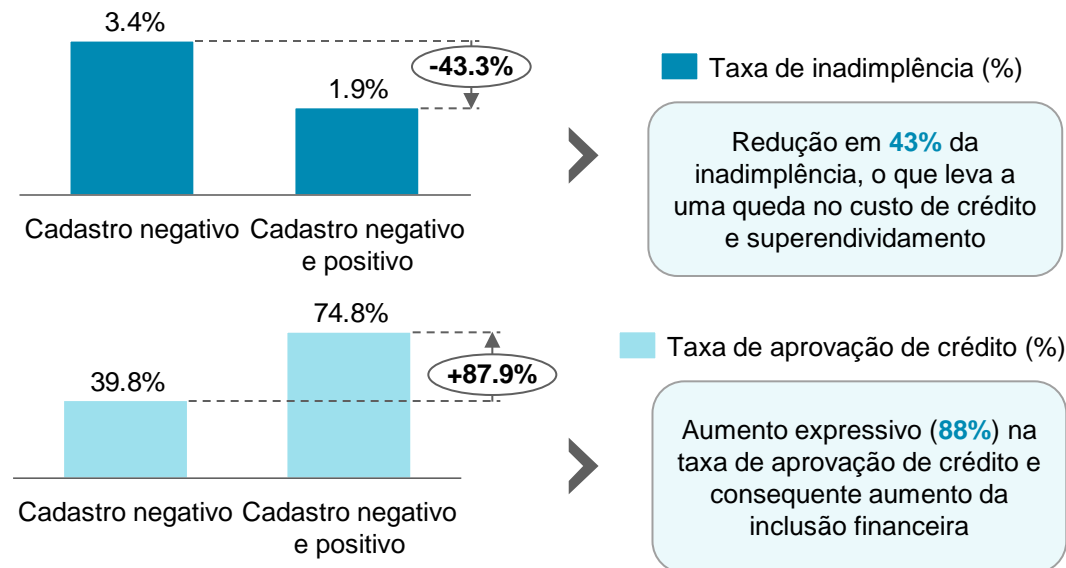 3.4%
-43.3%
1.9%
Cadastro negativo
Cadastro negativo
e positivo
Taxa de inadimplência (%)
Redução em 43% da
inadimplência, o que leva a
uma queda no custo de crédito
e superendividamento
74.8%
+87.9%
39.8%
Cadastro negativo
Cadastro negativo
e positivo
Taxa de aprovação de crédito (%)
Aumento expressivo (88%) na
taxa de aprovação de crédito e
consequente aumento da
inclusão financeira